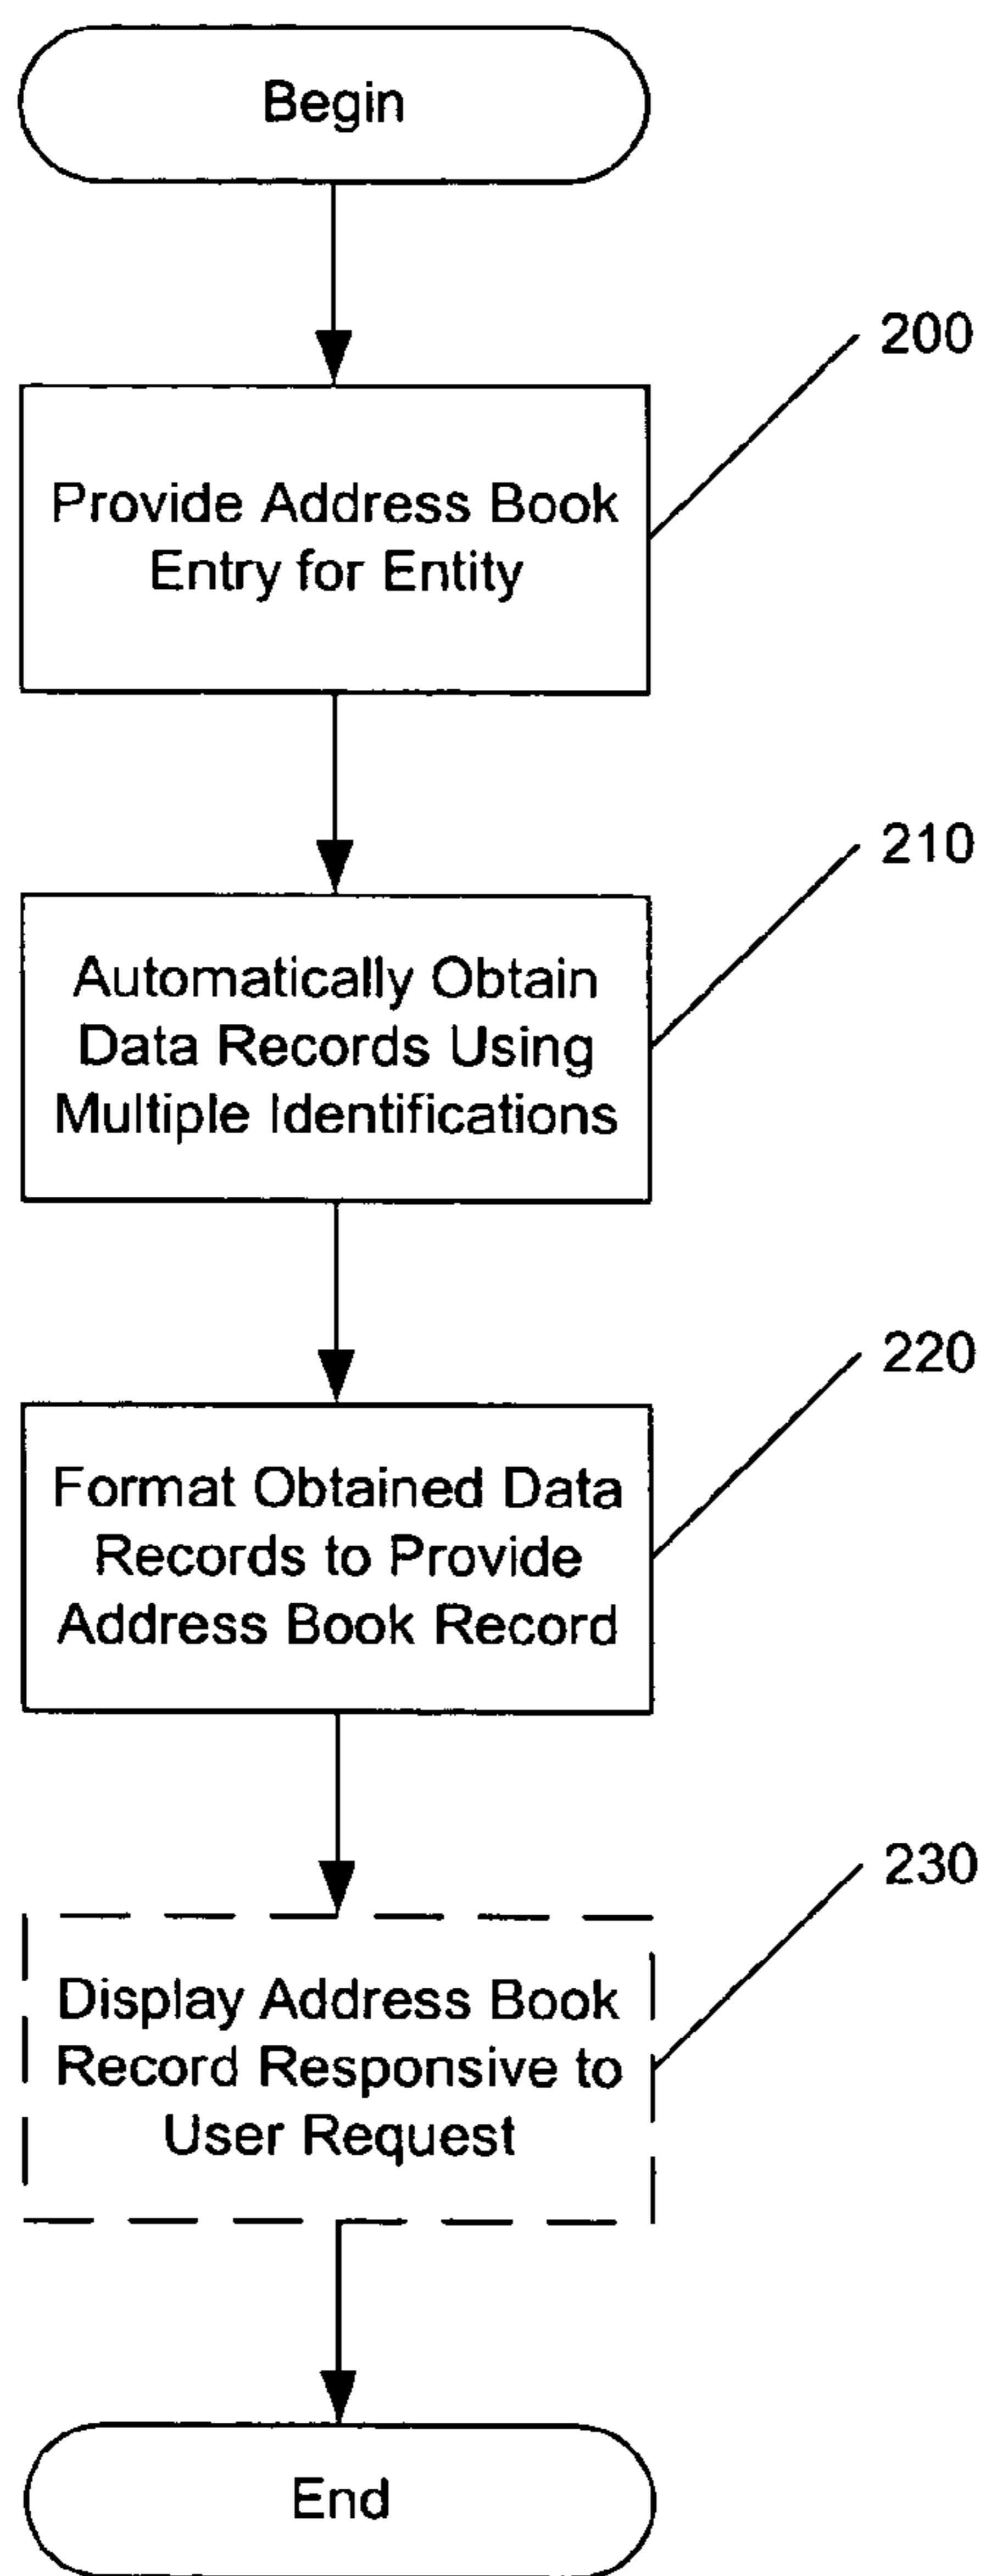 Begin
200
Provide Address Book
Entry for Entity
210
Automatically Obtain
Data Records Using
Multiple Identifications
220
Format Obtained Data
Records to Provide
Address Book Record
230
Display Address Book
Record Responsive to
User Request
End